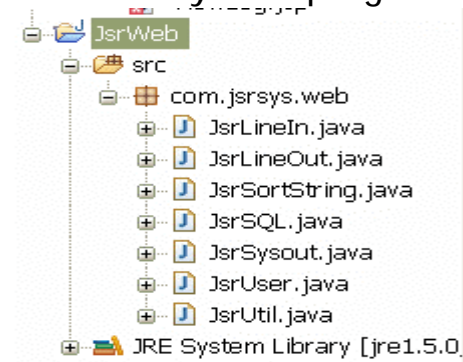 JsrWeb
src
com.jsrsys.web
JsrLineIn.java
JsrLineOut.java
JsrSortString.java
JsrSQL.java
JsrSysout.java
JsrUser.java
JsrUtil.java
JRE System Library [jre1.5.0